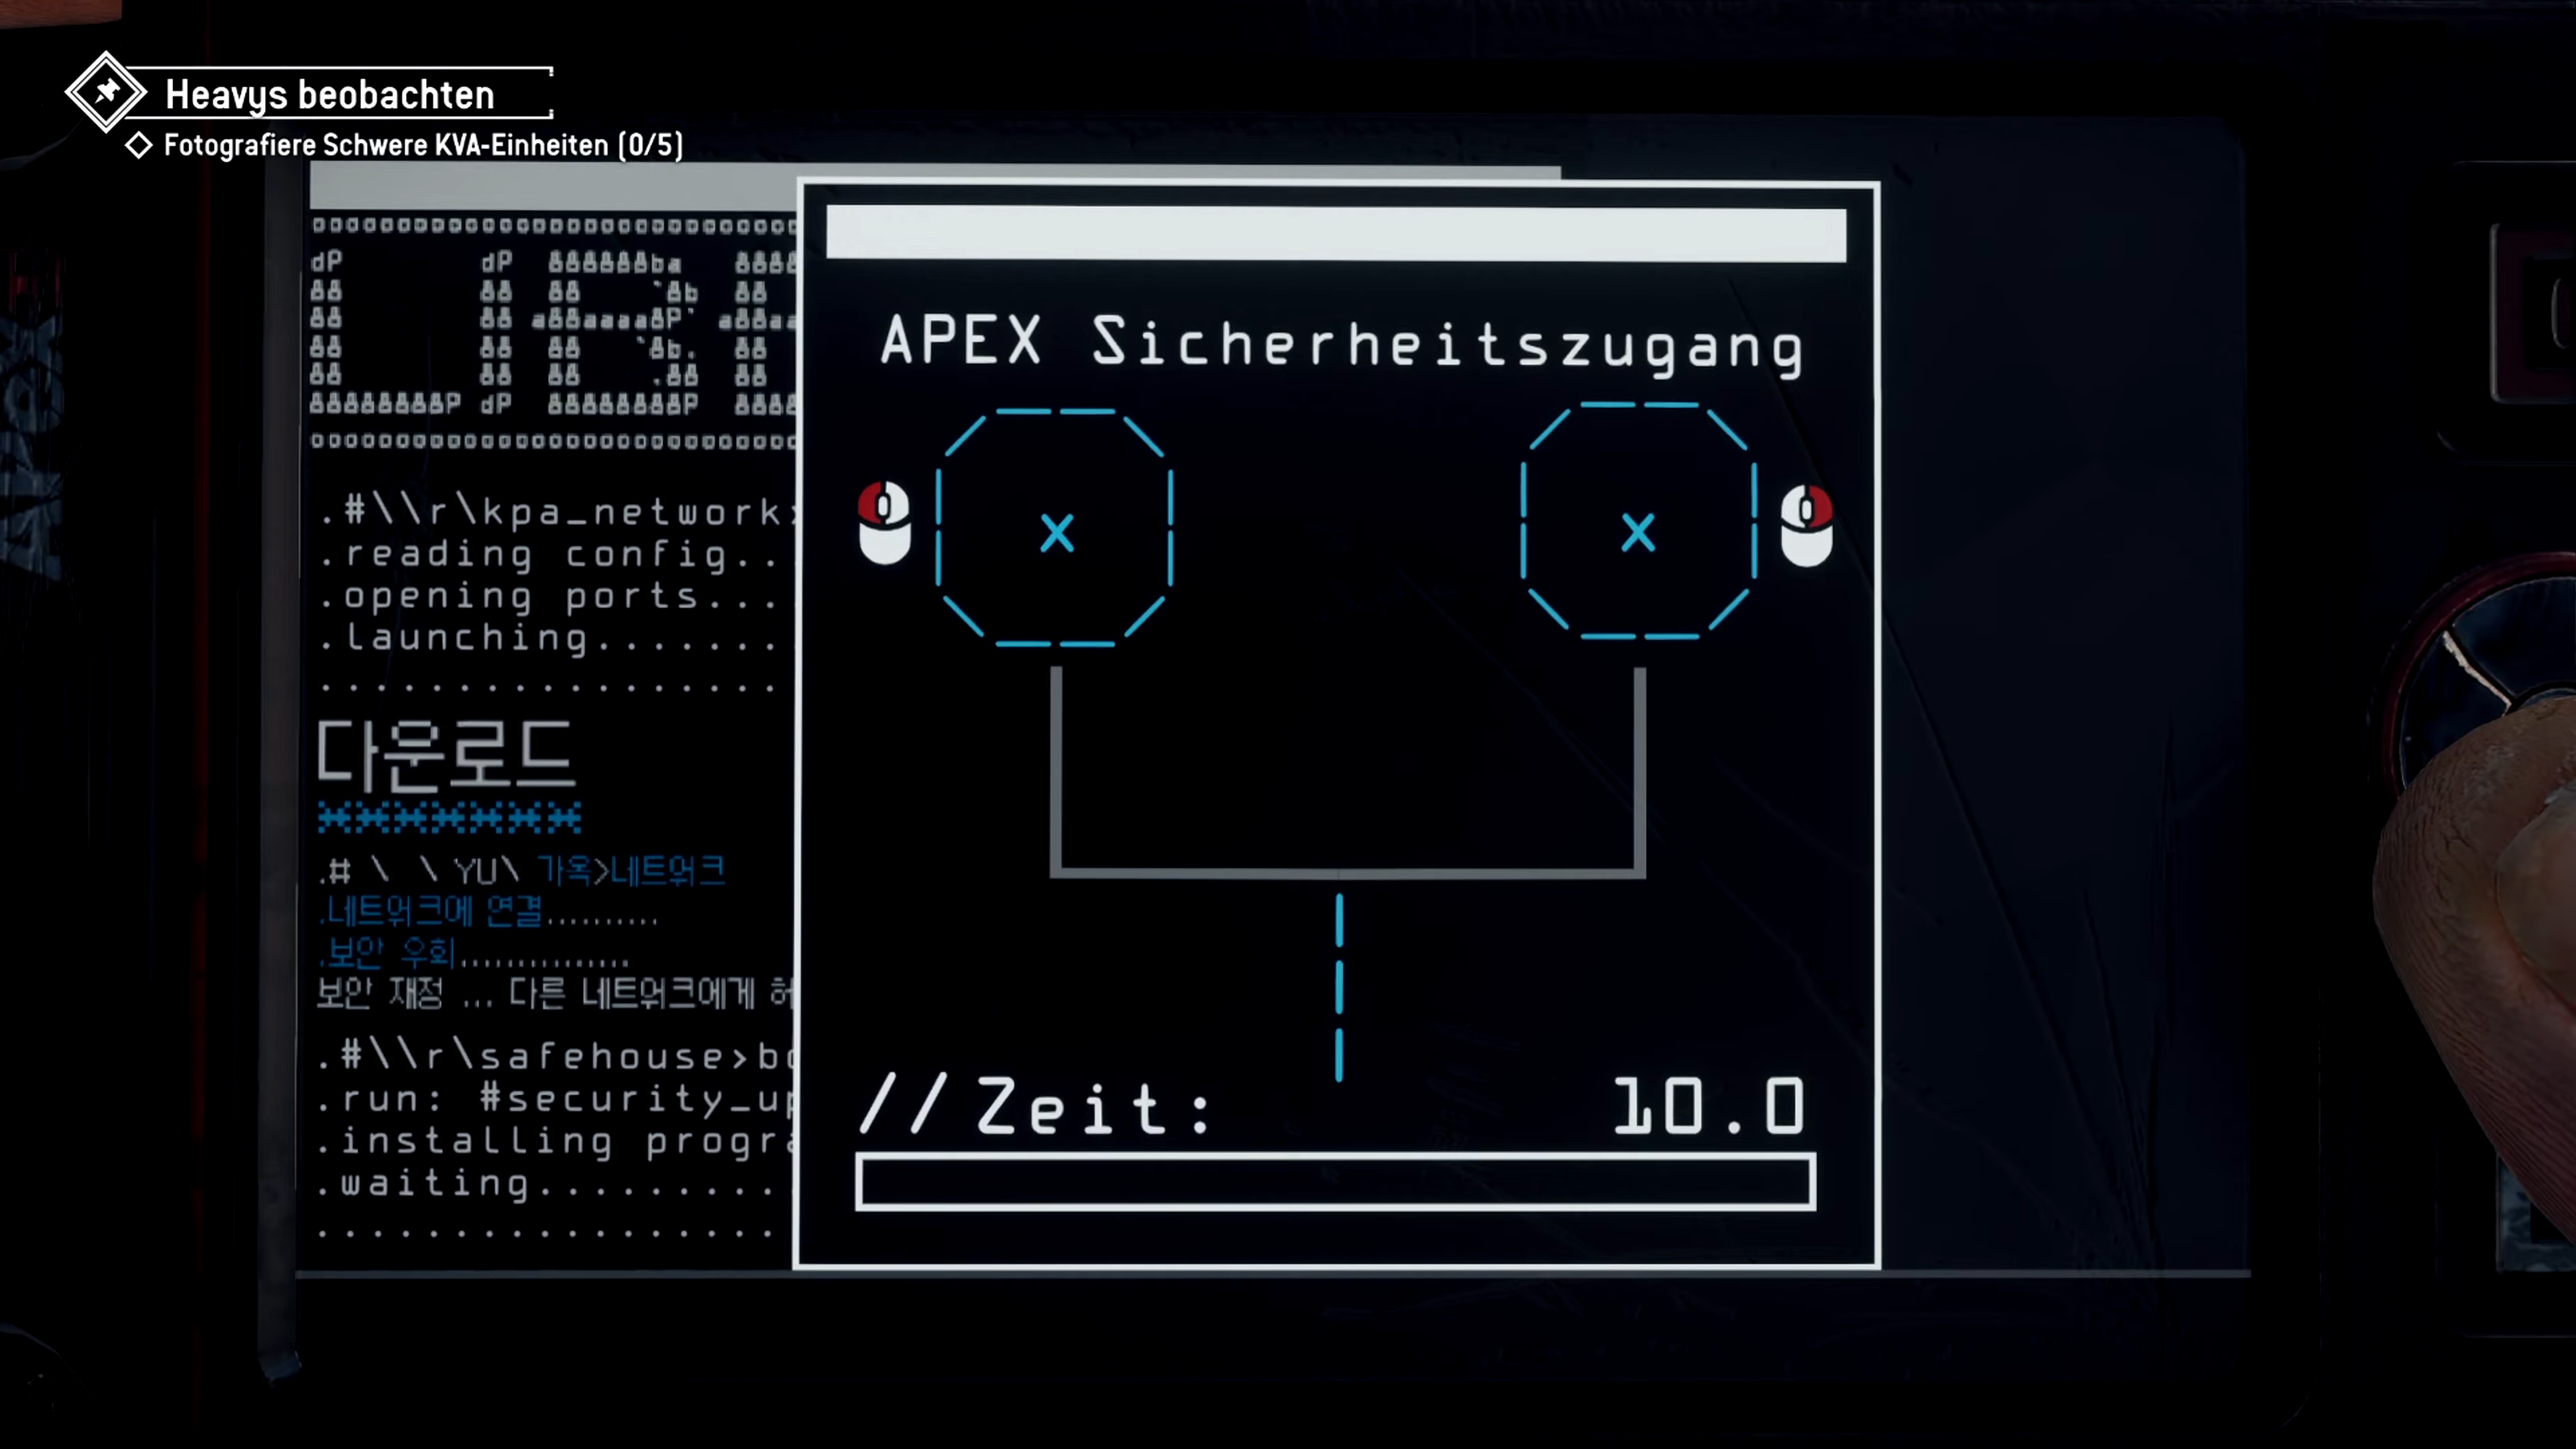 Heavys beobachten
Fotografiere Schwere KVA-Einheiten (0/5)
APEX Sicherheitszugang
.#\\r\kpa_network>
.reading config...
.opening ports....
.launching.......
다운로드
.# \ \ YU\ 가옥>네트워크
.네트워크에 연결..........
.보안 우회...............
보안 재정 ... 다른 네트워크에게
.#\\r\safehouse>
.run: #security_up
.installing progra
.waiting.........
//Zeit: 10.0